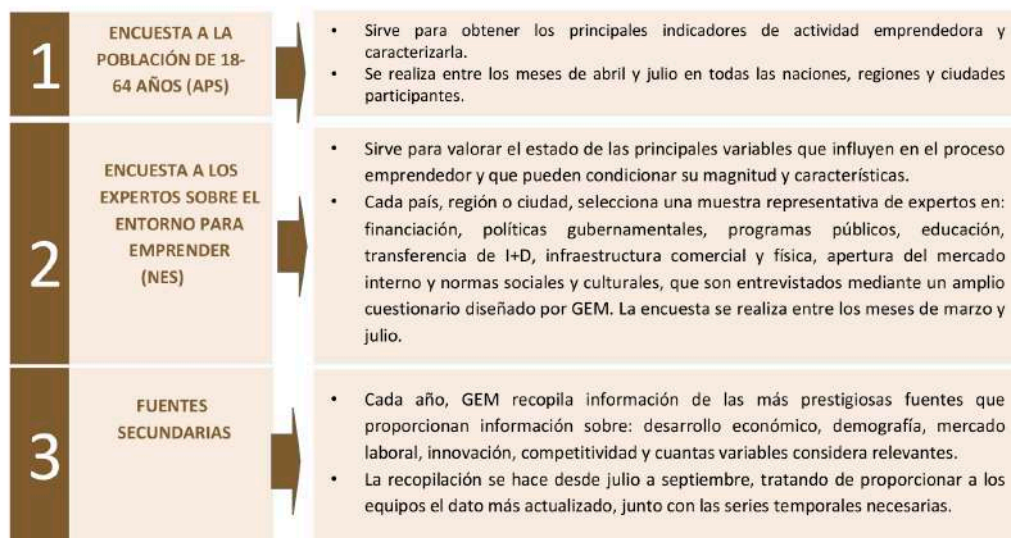 1
ENCUESTA A LA
POBLACIÓN DE 18-
64 AÑOS (APS)
• Sirve para obtener los principales indicadores de actividad emprendedora y
caracterizarla.
• Se realiza entre los meses de abril y julio en todas las naciones, regiones y ciudades
participantes.
2
ENCUESTA A LOS
EXPERTOS SOBRE EL
ENTORNO PARA
EMPRENDER
(NES)
• Sirve para valorar el estado de las principales variables que influyen en el proceso
emprendedor y que pueden condicionar su magnitud y características.
• Cada país, región o ciudad, selecciona una muestra representativa de expertos en:
financiación, políticas gubernamentales, programas públicos, educación,
transferencia de I+D, infraestructura comercial y física, apertura del mercado
interno y normas sociales y culturales, que son entrevistados mediante un amplio
cuestionario diseñado por GEM. La encuesta se realiza entre los meses de marzo y
julio.
3
FUENTES
SECUNDARIAS
• Cada año, GEM recopila información de las más prestigiosas fuentes que
proporcionan información sobre: desarrollo económico, demografía, mercado
laboral, innovación, competitividad y cuantas variables considera relevantes.
• La recopilación se hace desde julio a septiembre, tratando de proporcionar a los
equipos el dato más actualizado, junto con las series temporales necesarias.